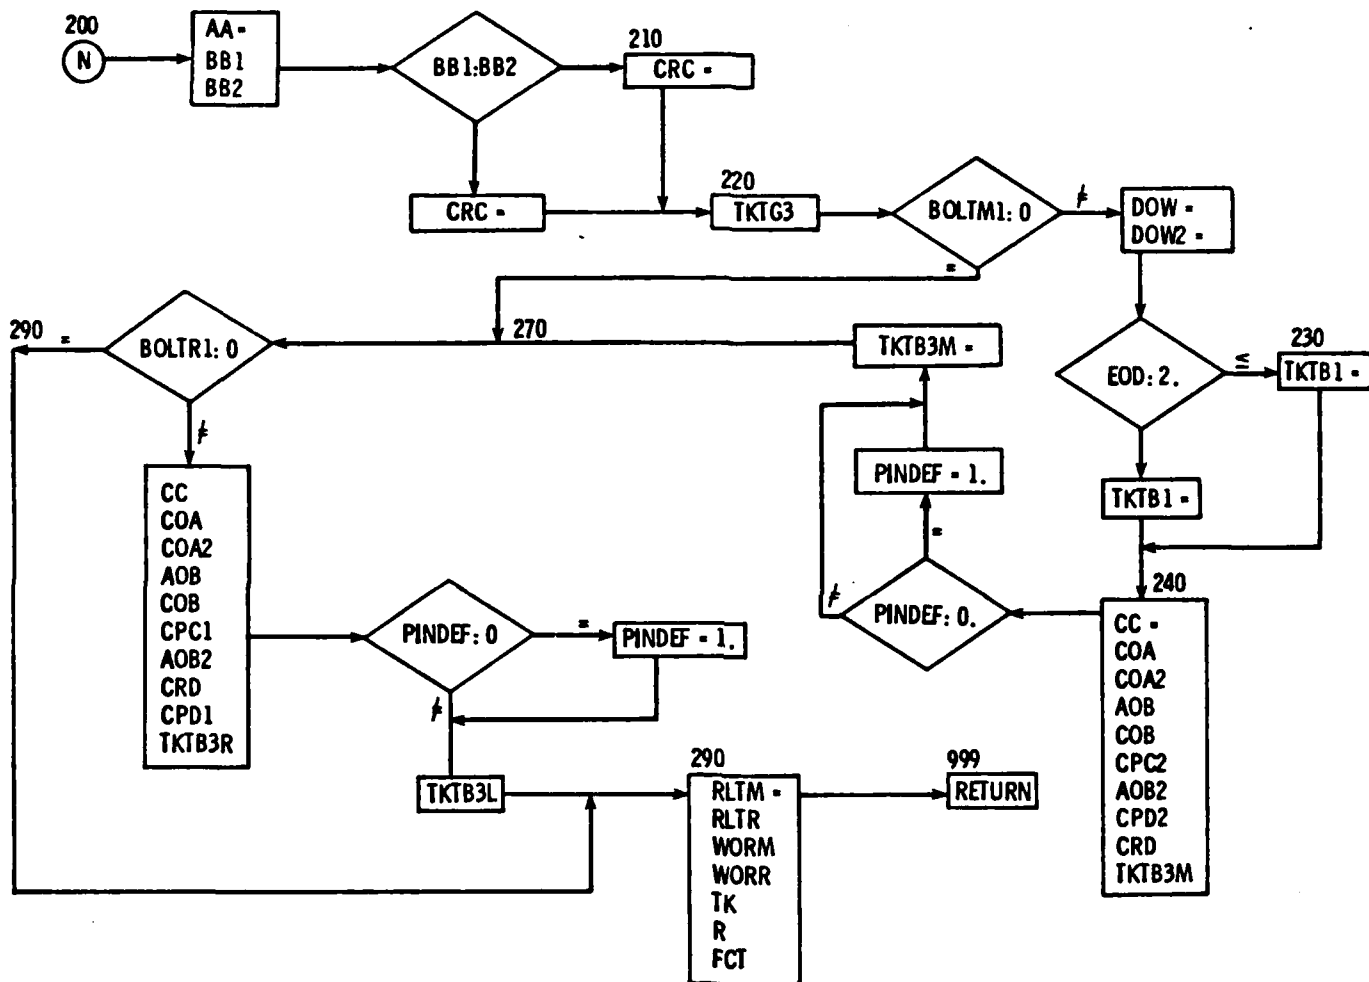 200
N
AA =
BB1
BB2
BB1:BB2
210
CRC =
CRC =
220
TKTG3
BOLTM1: 0
≠
=
DOW =
DOW2 =
290
=
BOLTR1: 0
≠
270
TKTB3M =
EOD: 2.
≤
230
TKTB1 =
TKTB1 =
PINDEF = 1.
=
≠
PINDEF: 0.
240
CC =
COA
COA2
AOB
COB
CPC2
AOB2
CPD2
CRD
TKTB3M
CC
COA
COA2
AOB
COB
CPC1
AOB2
CRD
CPD1
TKTB3R
PINDEF: 0
=
PINDEF = 1.
≠
TKTB3L
290
RLTM =
RLTR
WORM
WORR
TK
R
FCT
999
RETURN